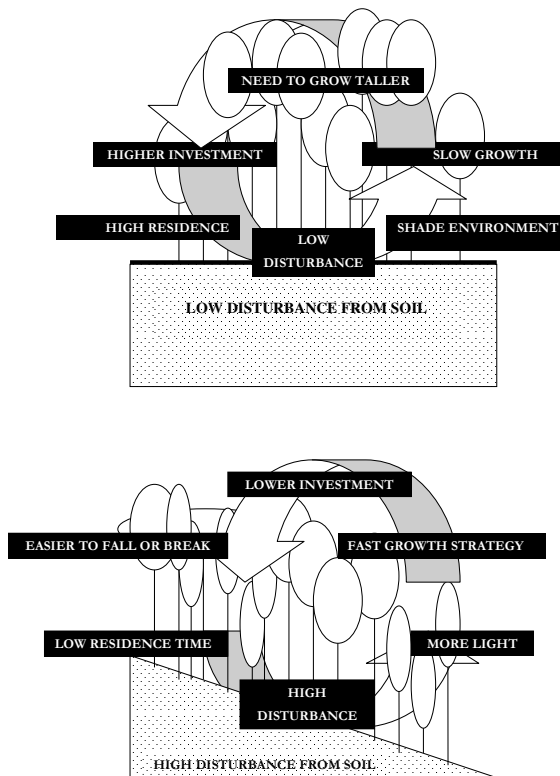 NEED TO GROW TALLER
HIGHER INVESTMENT
SLOW GROWTH
HIGH RESIDENCE
SHADE ENVIRONMENT
LOW
DISTURBANCE
LOW DISTURBANCE FROM SOIL
LOWER INVESTMENT
EASIER TO FALL OR BREAK
FAST GROWTH STRATEGY
LOW RESIDENCE TIME
MORE LIGHT
HIGH
DISTURBANCE
HIGH DISTURBANCE FROM SOIL